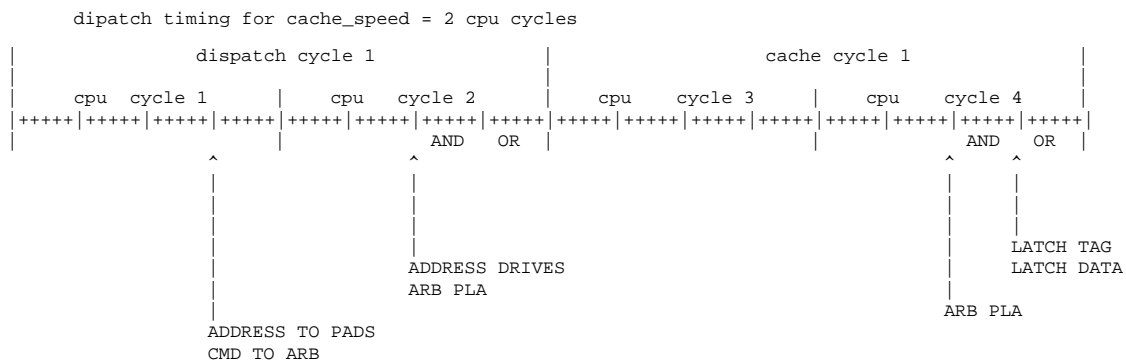 dipatch timing for cache_speed = 2 cpu cycles
| dispatch cycle 1 | cache cycle 1 |
| cpu cycle 1 | cpu cycle 2 | cpu cycle 3 | cpu cycle 4 |
|+++++|+++++|+++++|+++++|+++++|+++++|+++++|+++++|+++++|+++++|+++++|+++++|+++++|+++++|+++++|+++++|
| | AND OR | | AND OR |
^ ^ ^ ^
LATCH TAG
ADDRESS DRIVES LATCH DATA
ARB PLA
ARB PLA
ADDRESS TO PADS
CMD TO ARB